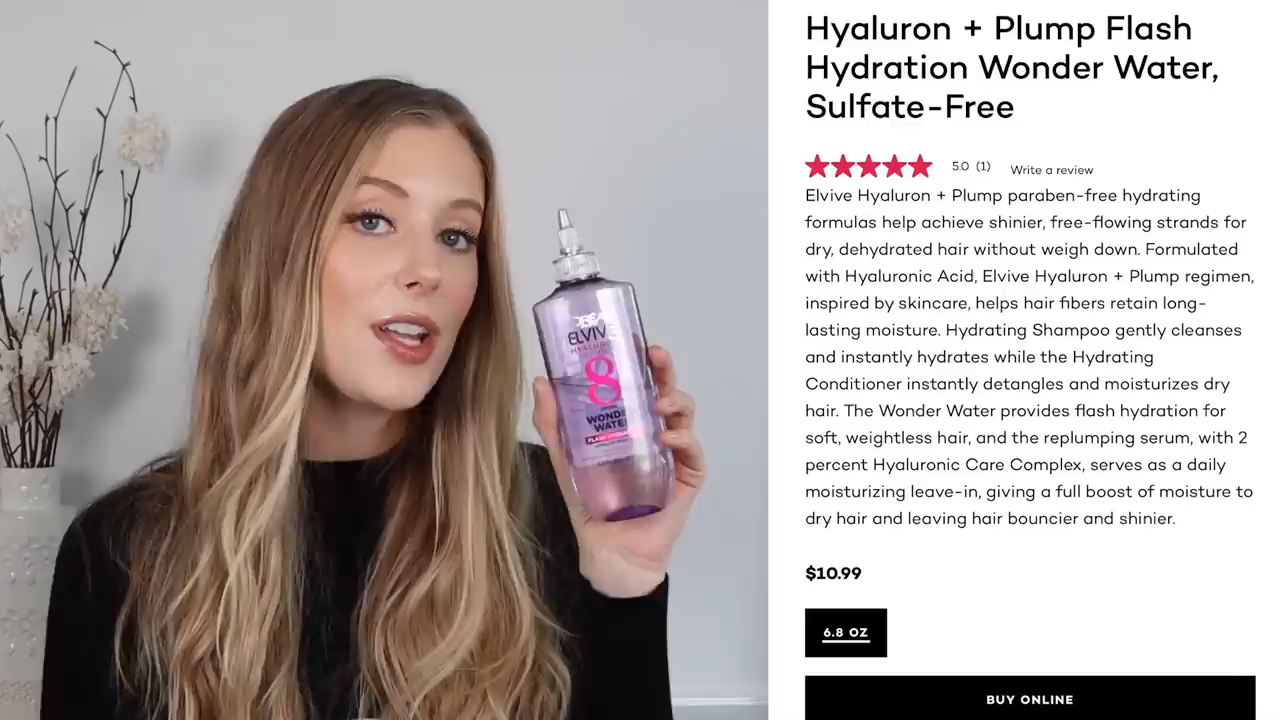 Hyaluron + Plump Flash
Hydration Wonder Water,
Sulfate-Free
5.0 (1) Write a review
Elvive Hyaluron + Plump paraben-free hydrating
formulas help achieve shinier, free-flowing strands for
dry, dehydrated hair without weigh down. Formulated
with Hyaluronic Acid, Elvive Hyaluron + Plump regimen,
inspired by skincare, helps hair fibers retain long-
lasting moisture. Hydrating Shampoo gently cleanses
and instantly hydrates while the Hydrating
Conditioner instantly detangles and moisturizes dry
hair. The Wonder Water provides flash hydration for
soft, weightless hair, and the replumping serum, with 2
percent Hyaluronic Care Complex, serves as a daily
moisturizing leave-in, giving a full boost of moisture to
dry hair and leaving hair bouncier and shinier.
$10.99
6.8 OZ
BUY ONLINE
ELVIVE
8
WONDE
WATER